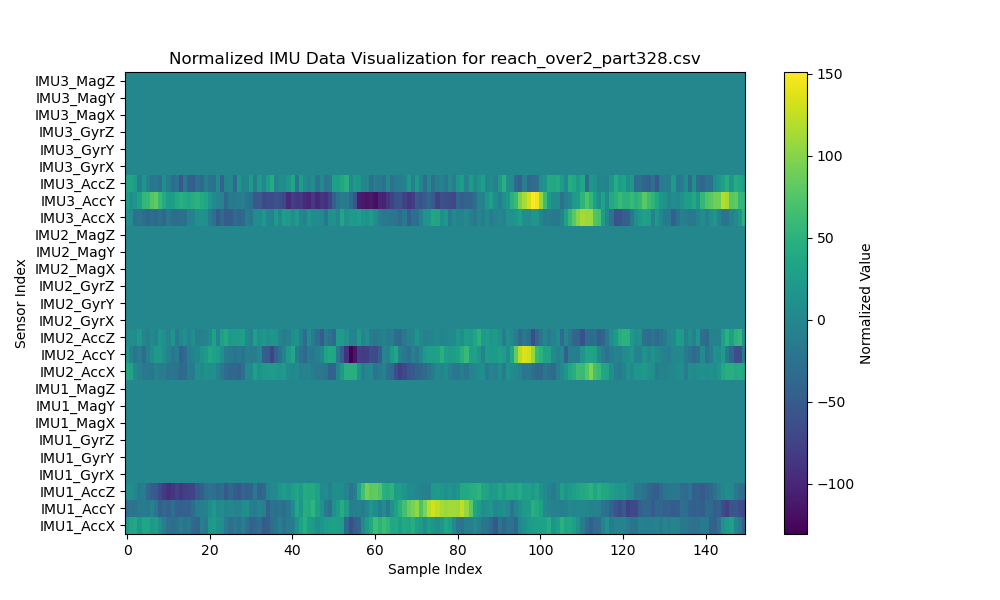 Normalized IMU Data Visualization for reach_over2_part328.csv
IMU3_MagZ
IMU3_MagY
IMU3_MagX
IMU3_GyrZ
IMU3_GyrY
IMU3_GyrX
IMU3_AccZ
IMU3_AccY
IMU3_AccX
IMU2_MagZ
IMU2_MagY
IMU2_MagX
IMU2_GyrZ
IMU2_GyrY
IMU2_GyrX
IMU2_AccZ
IMU2_AccY
IMU2_AccX
IMU1_MagZ
IMU1_MagY
IMU1_MagX
IMU1_GyrZ
IMU1_GyrY
IMU1_GyrX
IMU1_AccZ
IMU1_AccY
IMU1_AccX
Sensor Index
0 20 40 60 80 100 120 140
Sample Index
150
100
50
0
−50
−100
Normalized Value